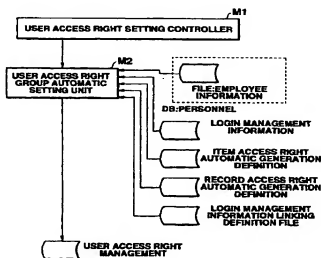 M1
USER ACCESS RIGHT SETTING CONTROLLER
M2
USER ACCESS RIGHT
GROUP AUTOMATIC
SETTING UNIT
FILE:EMPLOYEE
INFORMATION
DB:PERSONNEL
LOGIN MANAGEMENT
INFORMATION
ITEM ACCESS RIGHT
AUTOMATIC GENERATION
DEFINITION
RECORD ACCESS RIGHT
AUTOMATIC GENERATION
DEFINITION
LOGIN MANAGEMENT
INFORMATION LINKING
DEFINITION FILE
USER ACCESS RIGHT
MANAGEMENT